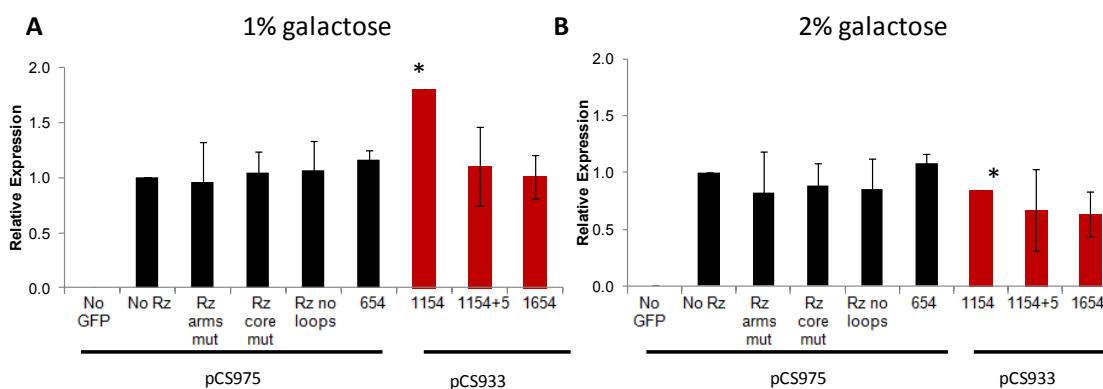 A
1% galactose
Relative Expression
2.0
1.5
1.0
0.5
0.0
*
No GFP
No Rz
Rz arms mut
Rz core mut
Rz no loops
654
1154
1154+5
1654
pCS975
pCS933
B
2% galactose
Relative Expression
2.0
1.5
1.0
0.5
0.0
*
No GFP
No Rz
Rz arms mut
Rz core mut
Rz no loops
654
1154
1154+5
1654
pCS975
pCS933